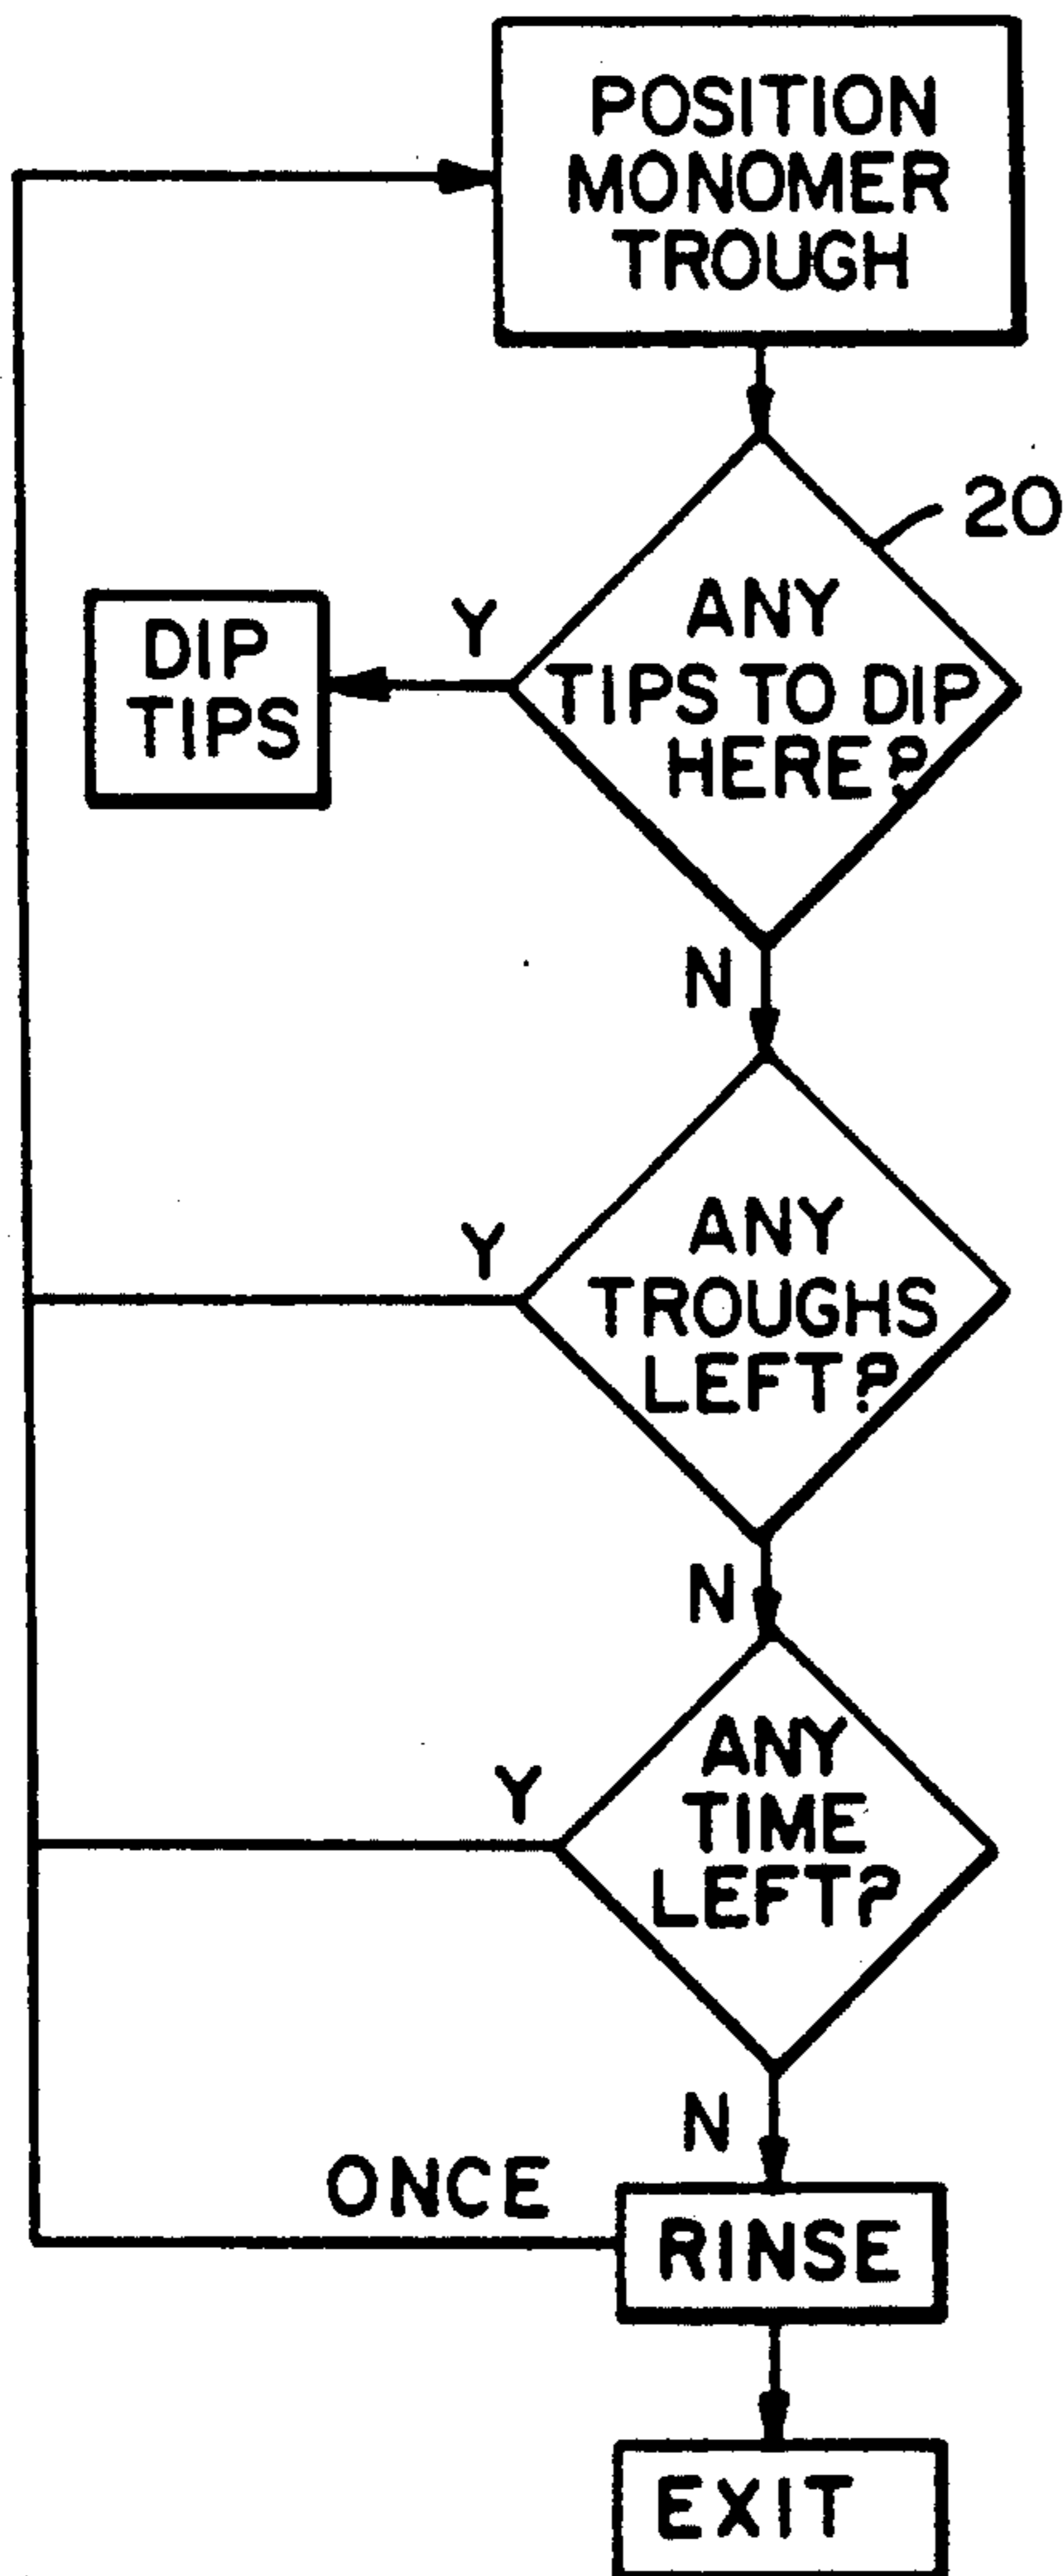 POSITION
MONOMER
TROUGH
20
ANY
TIPS TO DIP
HERE?
Y
DIP
TIPS
N
ANY
TROUGHS
LEFT?
Y
N
ANY
TIME
LEFT?
Y
N
ONCE
RINSE
EXIT